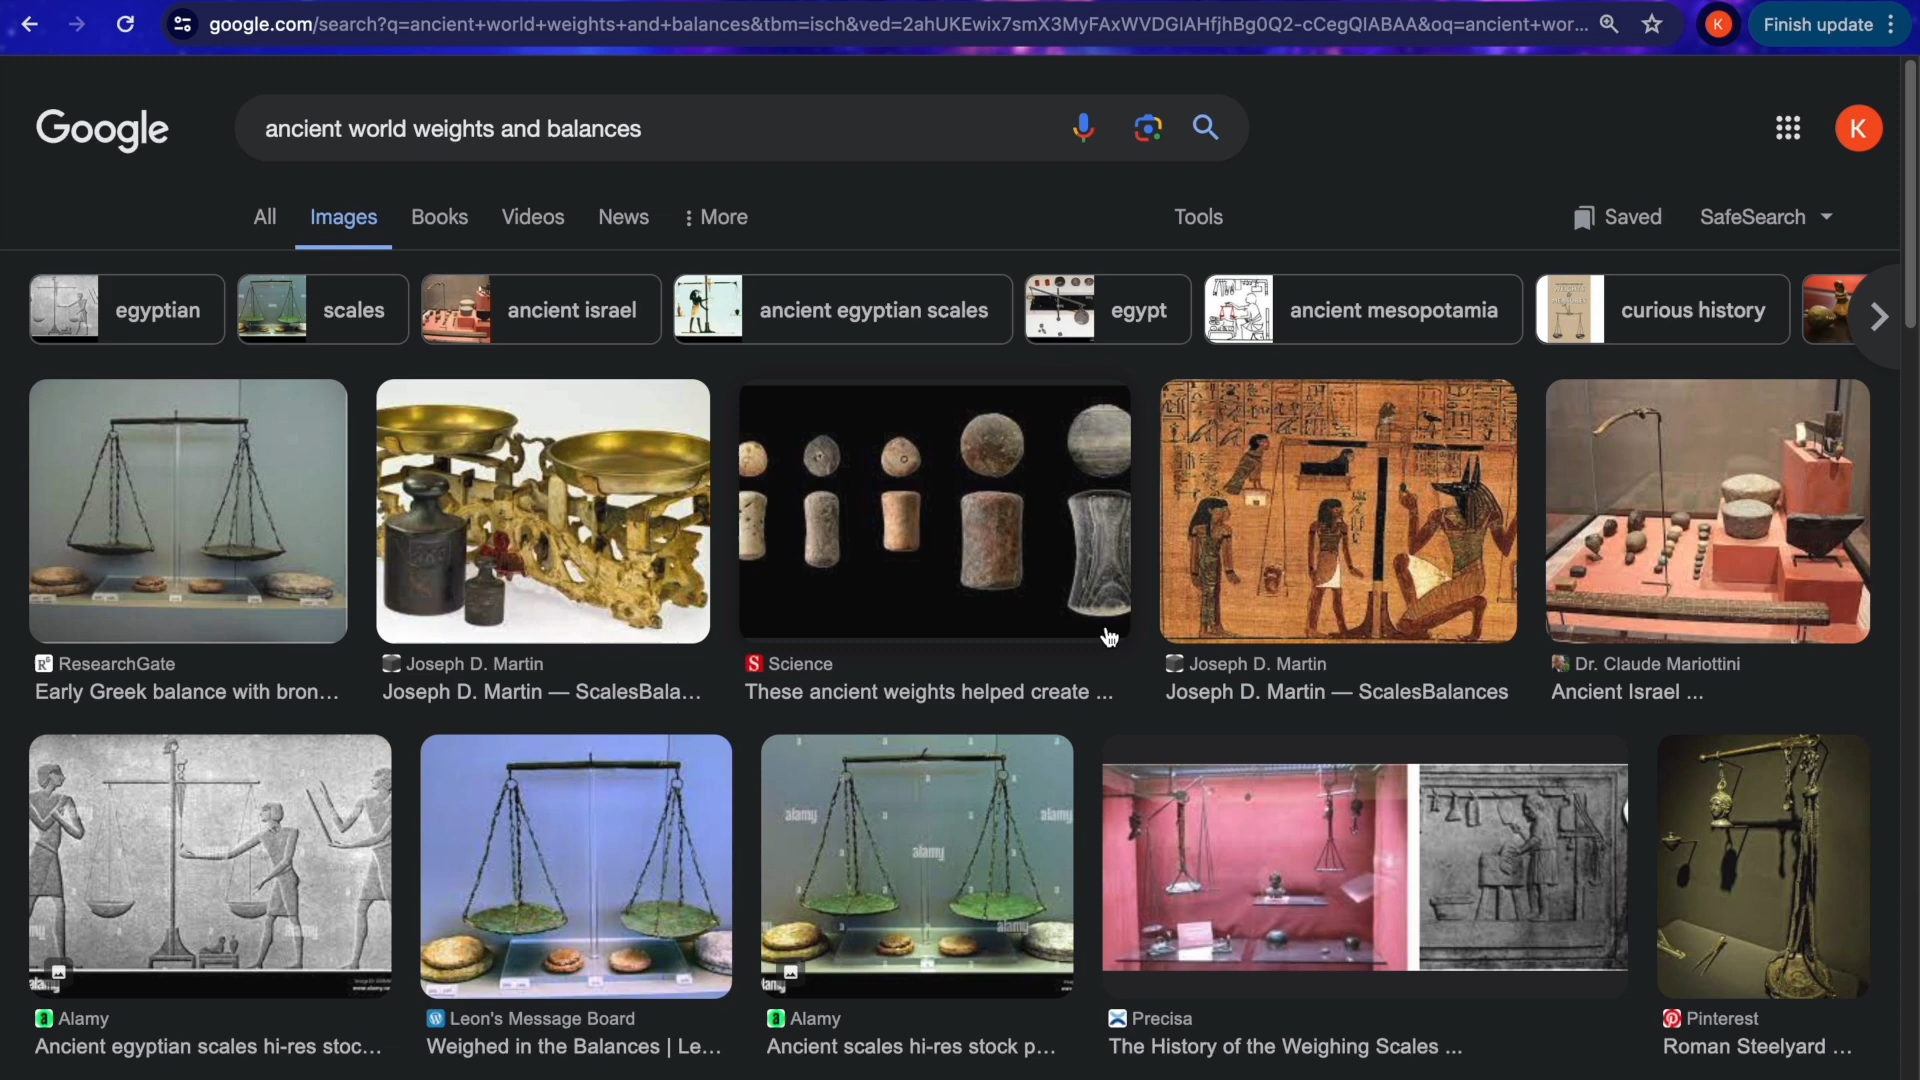 google.com/search?q=ancient+world+weights+and+balances&tbm=isch&ved=2ahUKEwix7smX3MyFAxWVDGIAHfjhBg0Q2-cCegQIABAA&oq=ancient+wor...
K
Finish update
Google
ancient world weights and balances
K
All
Images
Books
Videos
News
More
Tools
Saved
SafeSearch
egyptian
scales
ancient israel
ancient egyptian scales
egypt
ancient mesopotamia
curious history
ResearchGate
Early Greek balance with bron...
Joseph D. Martin
Joseph D. Martin — ScalesBala...
S Science
These ancient weights helped create ...
Joseph D. Martin
Joseph D. Martin — ScalesBalances
Dr. Claude Mariottini
Ancient Israel ...
alamy
alamy
alamy
alamy
a Alamy
Ancient egyptian scales hi-res stoc...
Leon's Message Board
Weighed in the Balances | Le...
a Alamy
Ancient scales hi-res stock p...
Precisa
The History of the Weighing Scales ...
Pinterest
Roman Steelyard ...